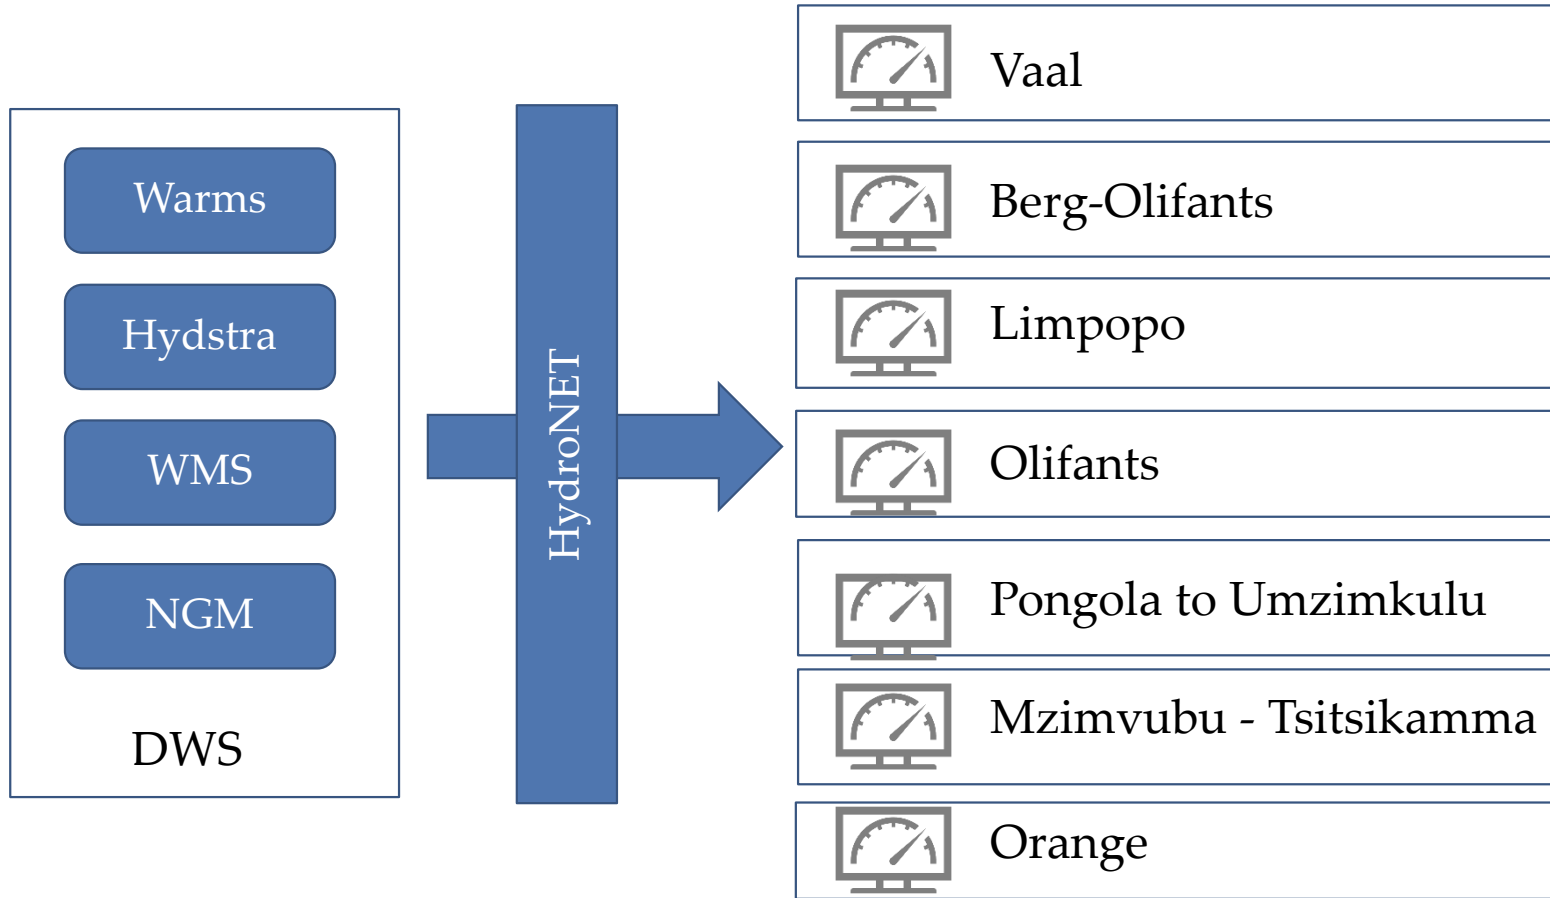 Warms
Hydstra
WMS
NGM
DWS
HydroNET
Vaal
Berg-Olifants
Limpopo
Olifants
Pongola to Umzimkulu
Mzimvubu - Tsitsikamma
Orange